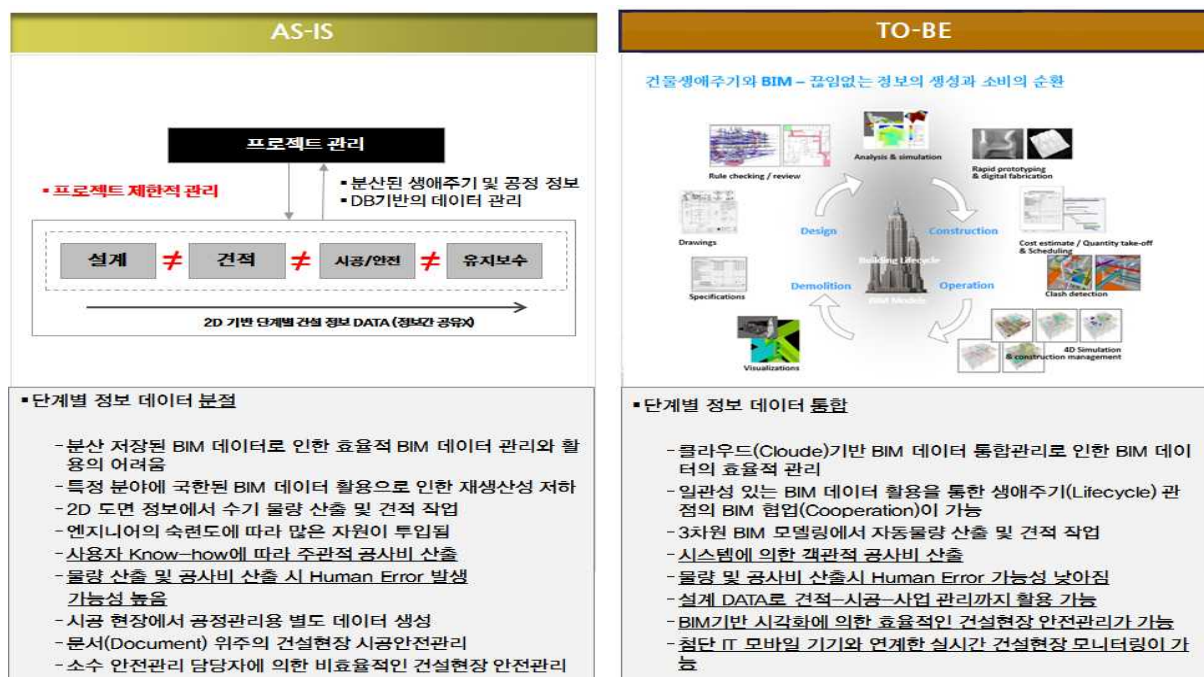 AS-IS
프로젝트 관리
▪ 프로젝트 제한적 관리
▪ 분산된 생애주기 및 공정 정보
▪ DB기반의 데이터 관리
설계 ≠ 견적 ≠ 시공/안전 ≠ 유지보수
2D 기반 단계별 건설 정보 DATA (정보간 공유X)
▪ 단계별 정보 데이터 분절
- 분산 저장된 BIM 데이터로 인한 효율적 BIM 데이터 관리와 활
용의 어려움
- 특정 분야에 국한된 BIM 데이터 활용으로 인한 재생산성 저하
- 2D 도면 정보에서 수기 물량 산출 및 견적 작업
- 엔지니어의 숙련도에 따라 많은 자원이 투입됨
- 사용자 Know-how에 따라 주관적 공사비 산출
- 물량 산출 및 공사비 산출 시 Human Error 발생
가능성 높음
- 시공 현장에서 공정관리용 별도 데이터 생성
- 문서(Document) 위주의 건설현장 시공안전관리
- 소수 안전관리 담당자에 의한 비효율적인 건설현장 안전관리
TO-BE
건물생애주기와 BIM – 끊임없는 정보의 생성과 소비의 순환
Analysis & simulation
Rule checking / review
Rapid prototyping
& digital fabrication
Drawings
Design
Construction
Cost estimate / Quantity take-off
& Scheduling
Building Lifecycle
Specifications
Demolition
Operation
Clash detection
BIM Models
4D Simulation
& construction management
Visualizations
▪ 단계별 정보 데이터 통합
- 클라우드(Cloude)기반 BIM 데이터 통합관리로 인한 BIM 데이
터의 효율적 관리
- 일관성 있는 BIM 데이터 활용을 통한 생애주기(Lifecycle) 관
점의 BIM 협업(Cooperation)이 가능
- 3차원 BIM 모델링에서 자동물량 산출 및 견적 작업
- 시스템에 의한 객관적 공사비 산출
- 물량 및 공사비 산출시 Human Error 가능성 낮아짐
- 설계 DATA로 견적-시공-사업 관리까지 활용 가능
- BIM기반 시각화에 의한 효율적인 건설현장 안전관리가 가능
- 첨단 IT 모바일 기기와 연계한 실시간 건설현장 모니터링이 가
능